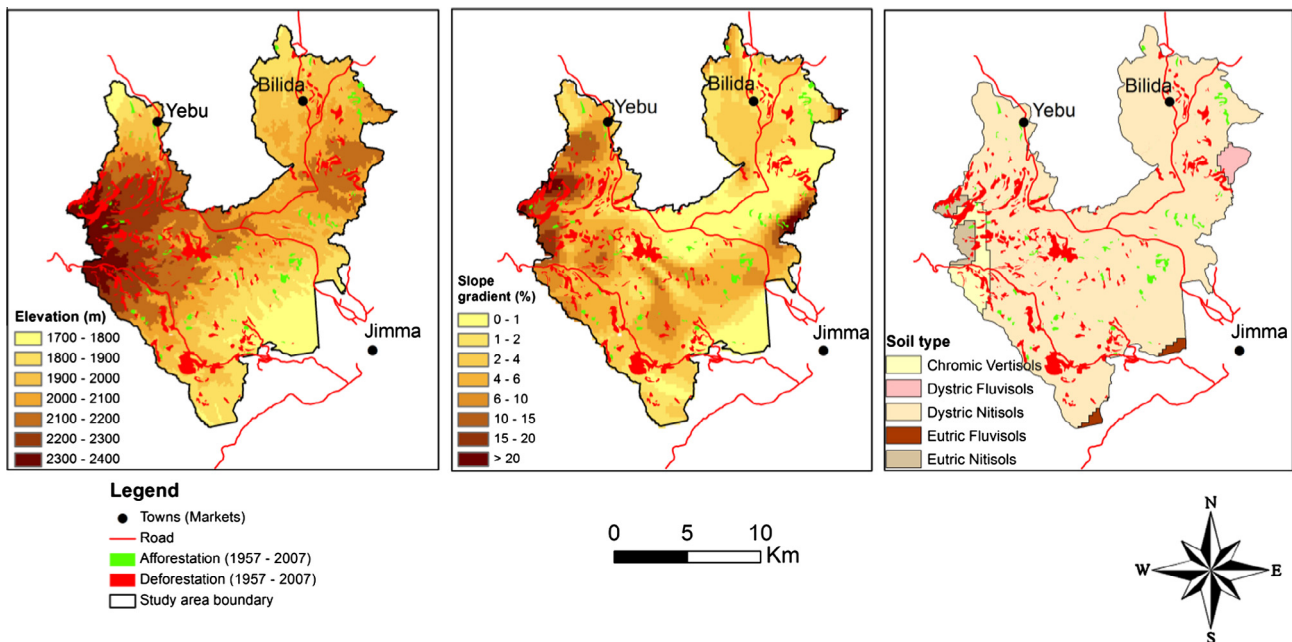 Yebu
Bilida
Jimma
Elevation (m)
1700 - 1800
1800 - 1900
1900 - 2000
2000 - 2100
2100 - 2200
2200 - 2300
2300 - 2400
Yebu
Bilida
Slope
gradient (%)
0 - 1
1 - 2
2 - 4
4 - 6
6 - 10
10 - 15
15 - 20
> 20
Yebu
Bilida
Jimma
Soil type
Chromic Vertisols
Dystric Fluvisols
Dystric Nitisols
Eutric Fluvisols
Eutric Nitisols
Legend
Towns (Markets)
Road
Afforestation (1957 - 2007)
Deforestation (1957 - 2007)
Study area boundary
0 5 10
Km
N
W E
S